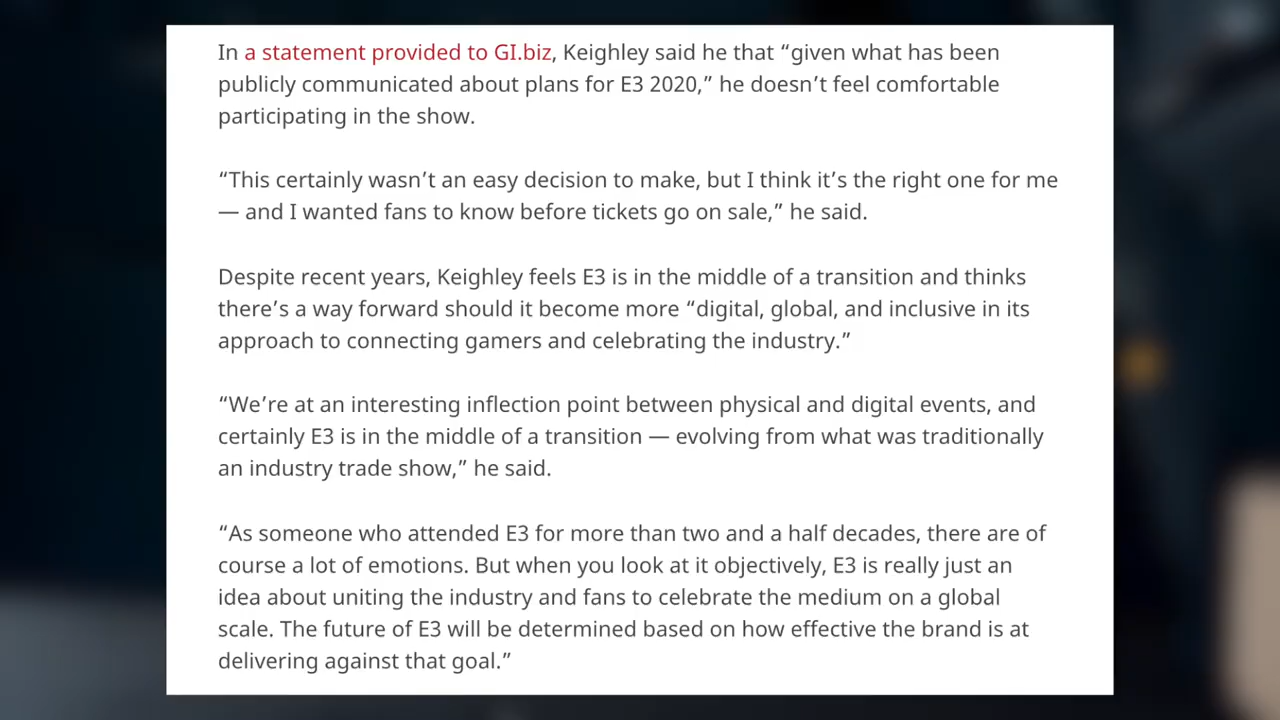 In a statement provided to GI.biz, Keighley said he that “given what has been
publicly communicated about plans for E3 2020,” he doesn’t feel comfortable
participating in the show.
“This certainly wasn’t an easy decision to make, but I think it’s the right one for me
— and I wanted fans to know before tickets go on sale,” he said.
Despite recent years, Keighley feels E3 is in the middle of a transition and thinks
there’s a way forward should it become more “digital, global, and inclusive in its
approach to connecting gamers and celebrating the industry.”
“We’re at an interesting inflection point between physical and digital events, and
certainly E3 is in the middle of a transition — evolving from what was traditionally
an industry trade show,” he said.
“As someone who attended E3 for more than two and a half decades, there are of
course a lot of emotions. But when you look at it objectively, E3 is really just an
idea about uniting the industry and fans to celebrate the medium on a global
scale. The future of E3 will be determined based on how effective the brand is at
delivering against that goal.”